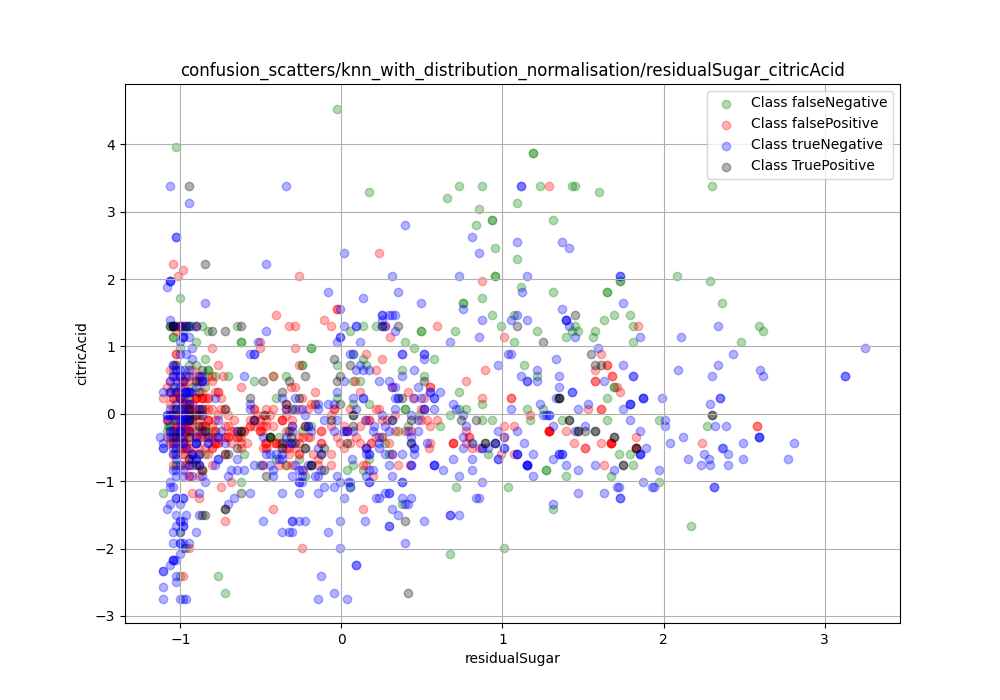 confusion_scatters/knn_with_distribution_normalisation/residualSugar_citricAcid
Class falseNegative
Class falsePositive
Class trueNegative
Class TruePositive
citricAcid
4
3
2
1
0
−1
−2
−3
−1
0
1
2
3
residualSugar